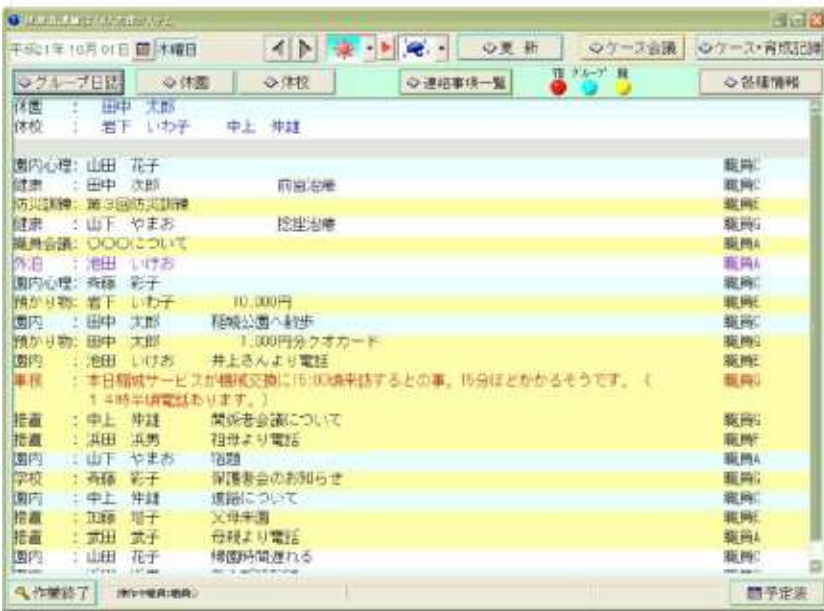 平成21年10月01日 木曜日 更新 ケース会議 ケース・育成記録
グループ日誌 休園 休校 連絡事項一覧 グループ 各種情報
休園 : 田中 太郎
休校 : 岩下 いわ子 中上 仲雄
園内心理: 山田 花子 職員C
健康 : 田中 次郎 前歯治療 職員C
防災訓練: 第3回防災訓練 職員E
健康 : 山下 やまお 捻挫治療 職員G
職員会議: 〇〇〇について 職員A
外泊 : 池田 いけお 職員A
園内心理: 斉藤 彩子 職員C
預かり物: 岩下 いわ子 10,000円 職員E
園内 : 田中 太郎 稲城公園へ散歩 職員C
預かり物: 田中 太郎 1,000円分クオカード 職員G
園内 : 池田 いけお 井上さんより電話 職員E
事務 : 本日稲城サービスが機械交換に15:00頃来訪するとの事。15分ほどかかるそうです。(
14時半頃電話あります。) 職員G
措置 : 中上 仲雄 関係者会議について 職員G
措置 : 浜田 浜男 祖母より電話 職員F
園内 : 山下 やまお 宿題 職員A
学校 : 斉藤 彩子 保護者会のお知らせ 職員G
園内 : 中上 仲雄 進路について 職員C
措置 : 加藤 子 父母来園 職員E
措置 : 武田 武子 母親より電話 職員A
園内 : 山田 花子 帰園時間遅れる 職員C
作業終了 予定表